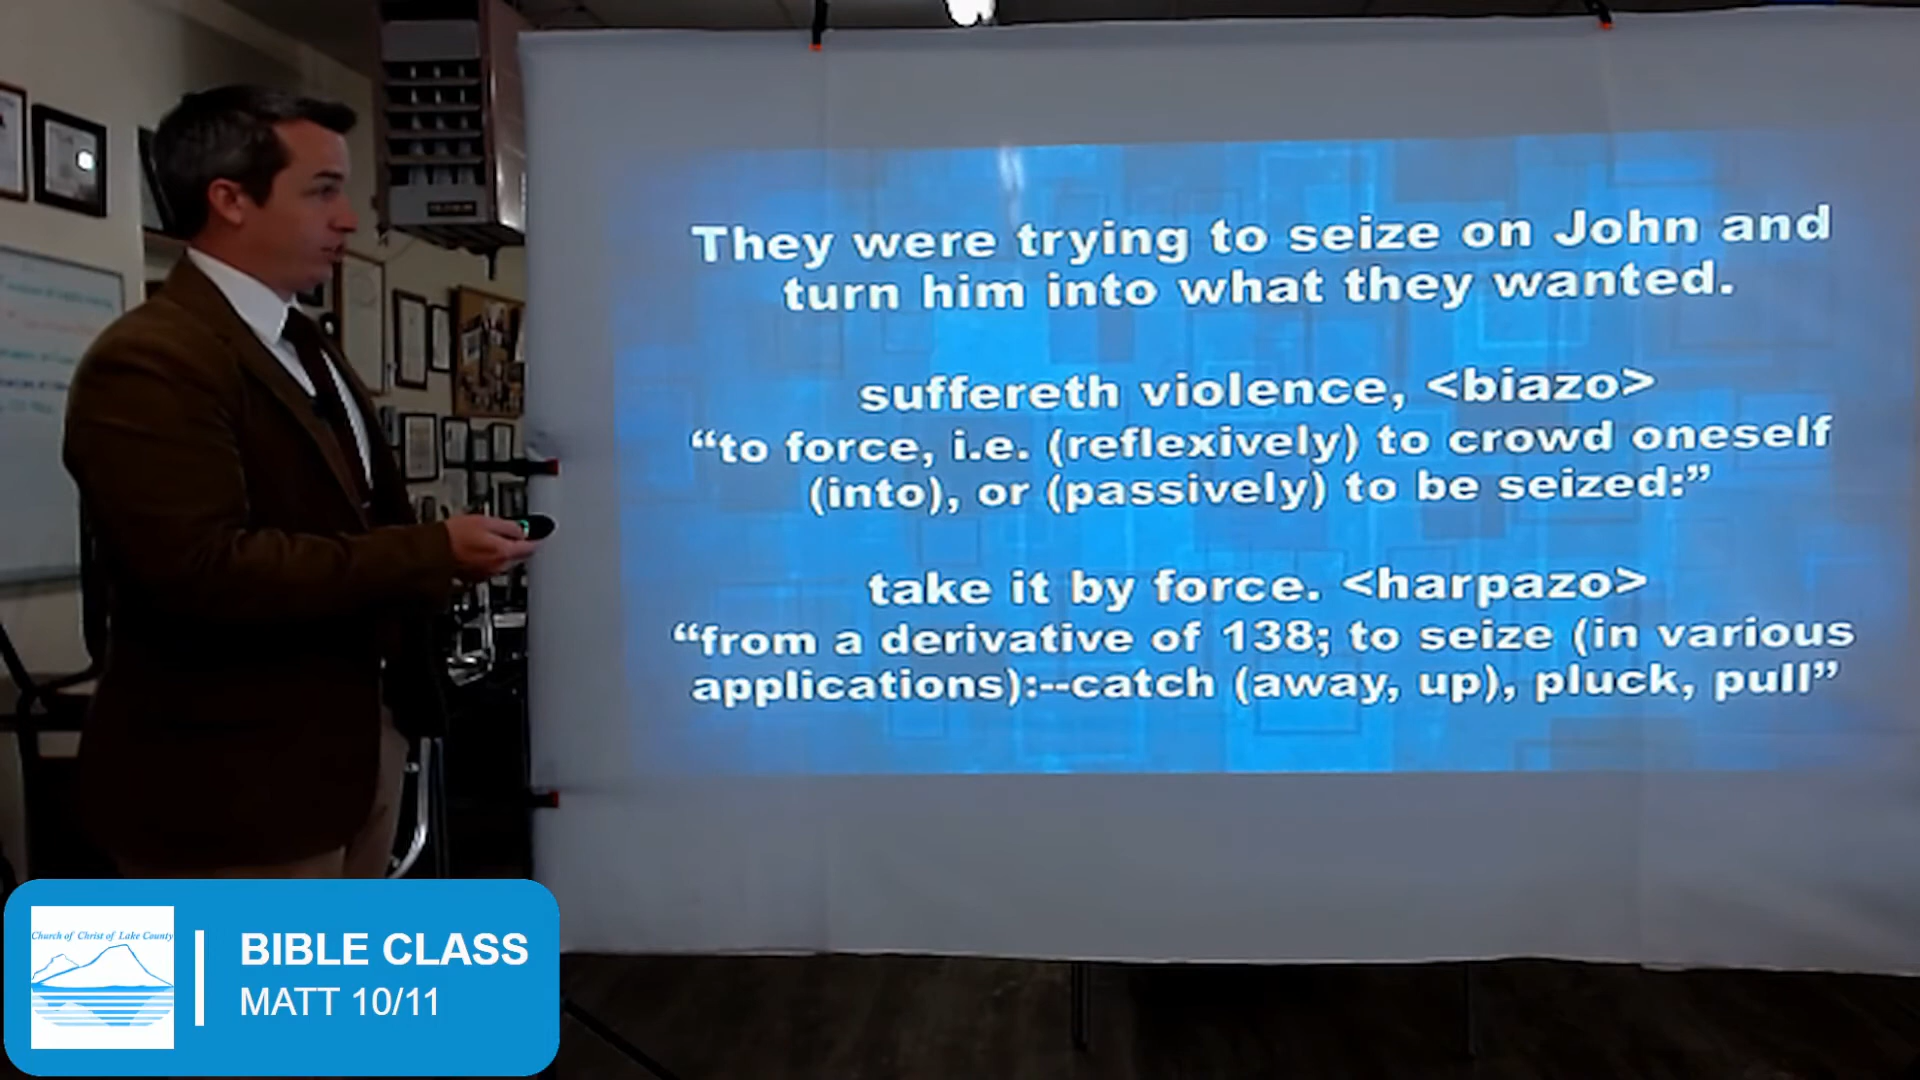 They were trying to seize on John and
turn him into what they wanted.
suffereth violence, <biazo>
“to force, i.e. (reflexively) to crowd oneself
(into), or (passively) to be seized:”
take it by force. <harpazo>
“from a derivative of 138; to seize (in various
applications):--catch (away, up), pluck, pull”
Church of Christ of Lake County
BIBLE CLASS
MATT 10/11